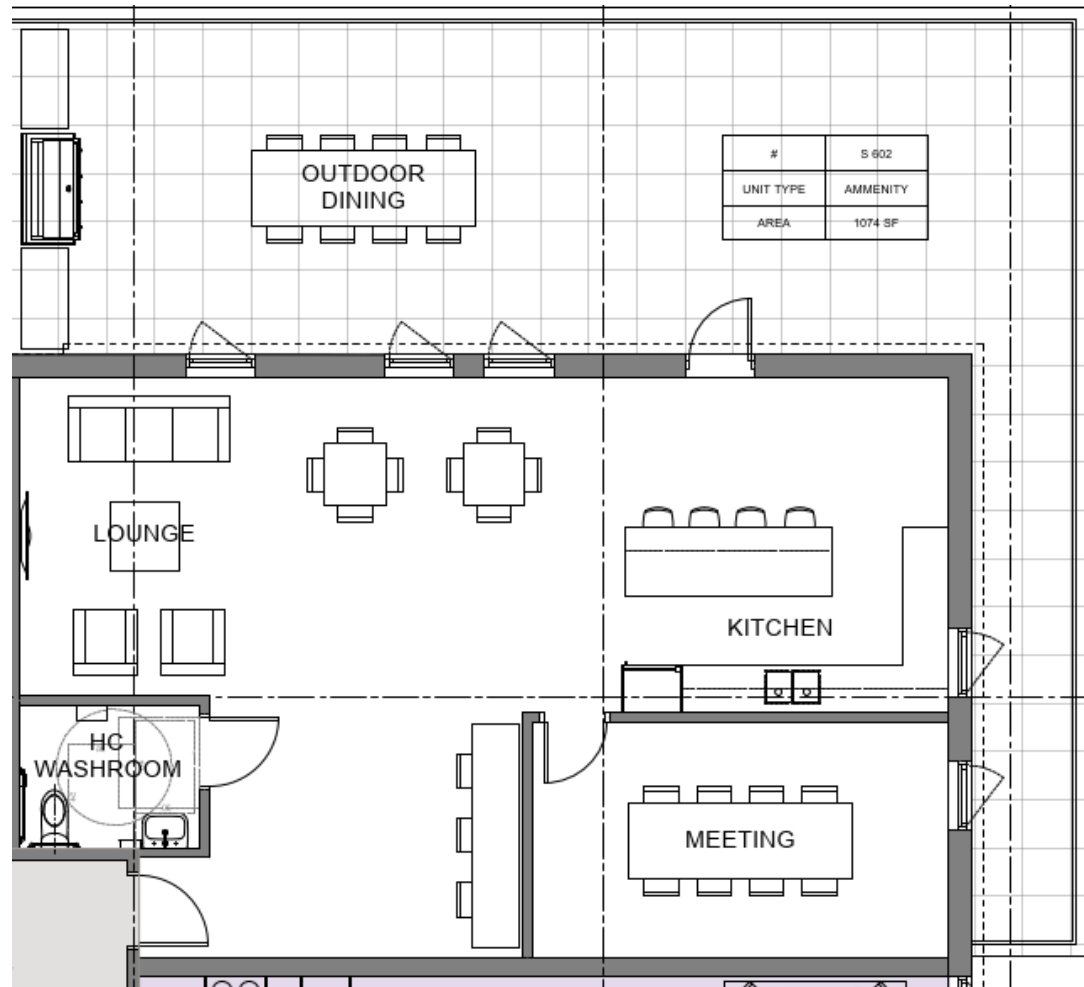 OUTDOOR
DINING
# S 602
UNIT TYPE AMMENITY
AREA 1074 SF
LOUNGE
KITCHEN
HC
WASHROOM
MEETING